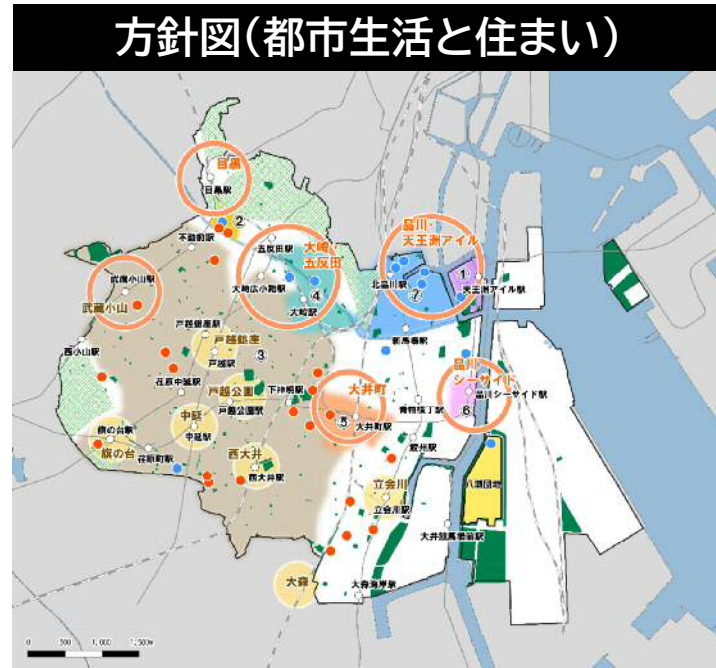 方針図(都市生活と住まい)
目黒
目黒駅
②
不動前駅
五反田駅
大崎・
五反田
大崎広小路駅
④
大崎駅
品川・
天王洲アイル
北品川駅
①
天王洲アイル駅
⑦
新馬場駅
武蔵小山駅
武蔵小山
西小山駅
戸越銀座駅
戸越銀座
戸越駅
③
荏原中延駅
戸越公園
戸越公園駅
下神明駅
大井町
⑤
大井町駅
青物横丁駅
品川
シーサイド
品川シーサイド駅
⑥
鮫洲駅
中延
中延駅
旗の台駅
旗の台
荏原町駅
西大井
西大井駅
立会川
立会川駅
八潮団地
大井競馬場前駅
大森
大森海岸駅
0 500 1,000 1,500m